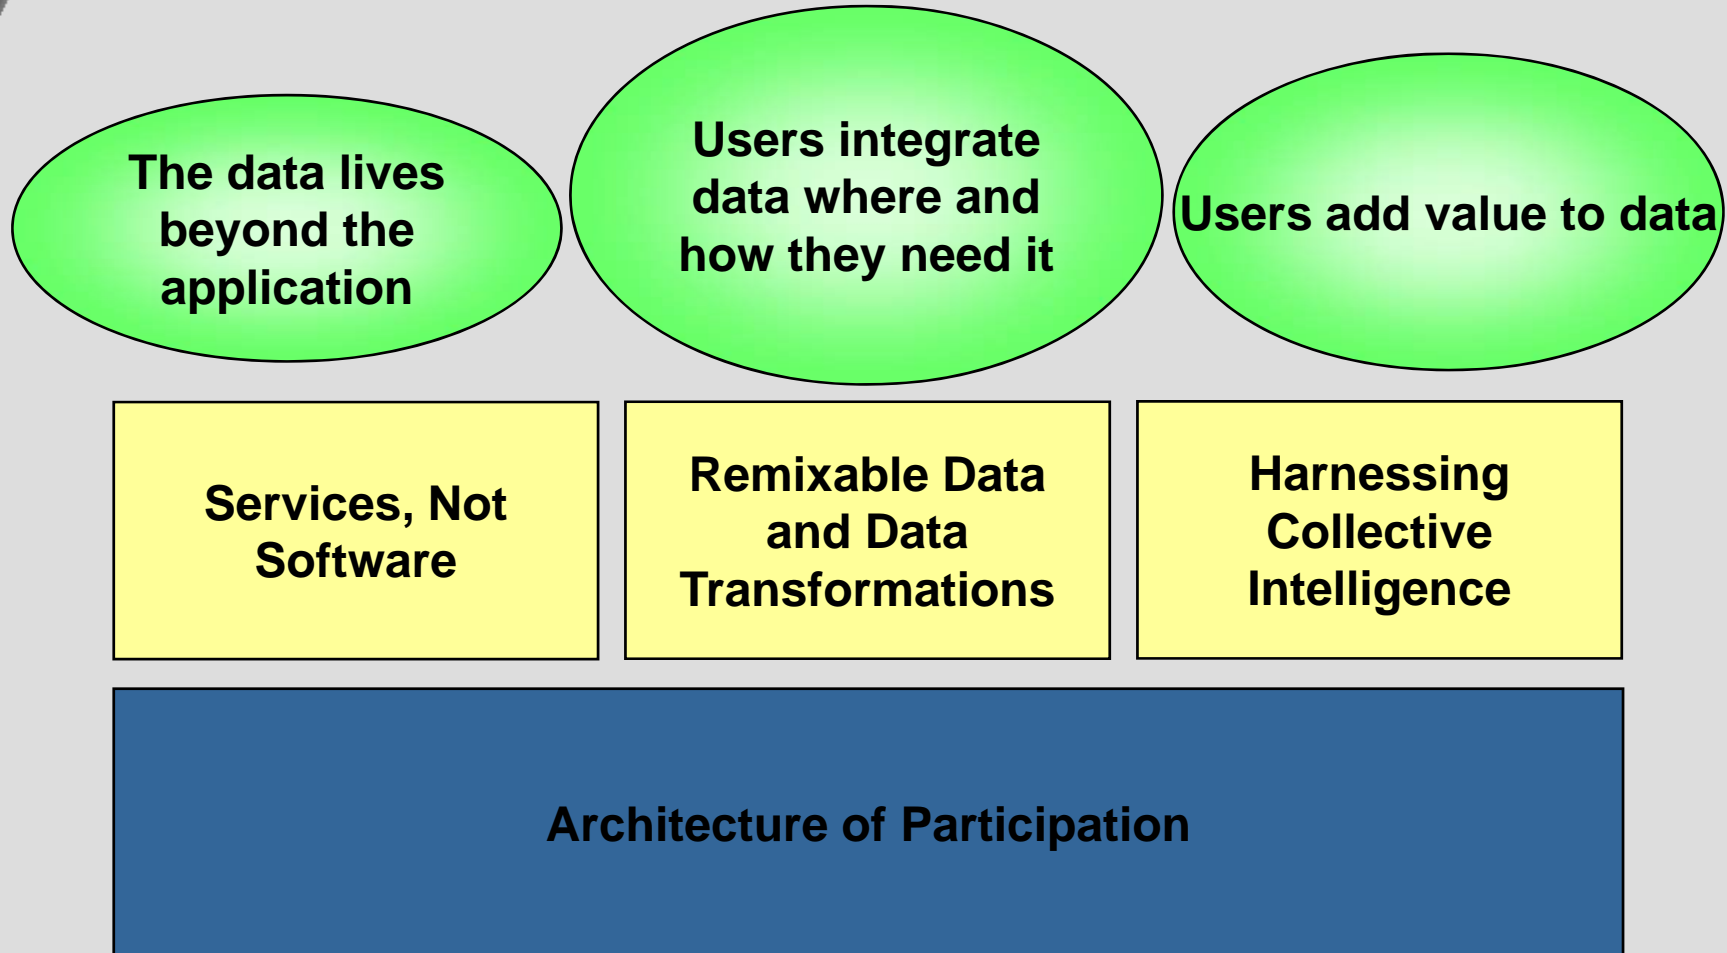 The data lives
beyond the
application
Users integrate
data where and
how they need it
Users add value to data
Services, Not
Software
Remixable Data
and Data
Transformations
Harnessing
Collective
Intelligence
Architecture of Participation